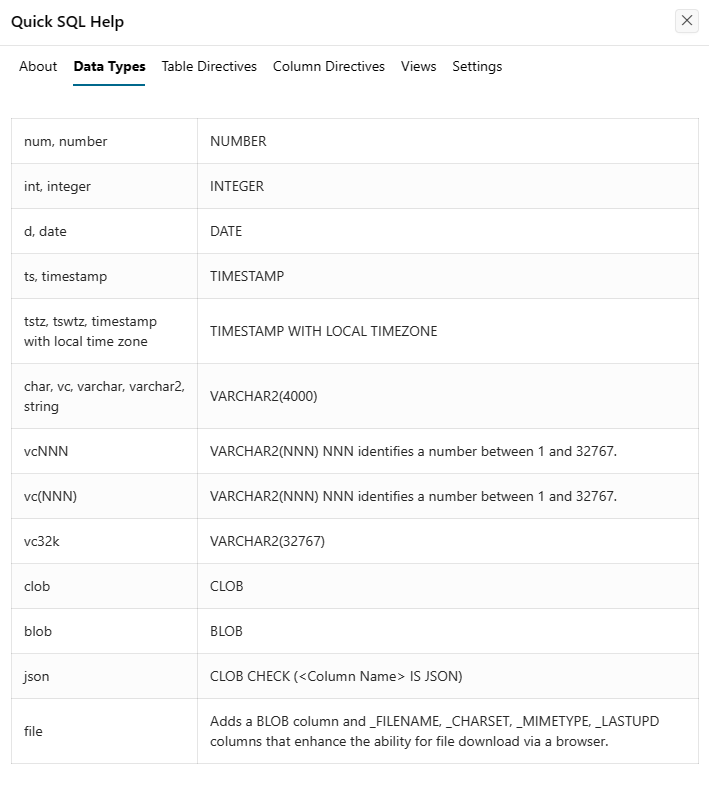 Quick SQL Help
About Data Types Table Directives Column Directives Views Settings
num, number NUMBER
int, integer INTEGER
d, date DATE
ts, timestamp TIMESTAMP
tstz, tswtz, timestamp
with local time zone
TIMESTAMP WITH LOCAL TIMEZONE
char, vc, varchar, varchar2,
string
VARCHAR2(4000)
vcNNN VARCHAR2(NNN) NNN identifies a number between 1 and 32767.
vc(NNN) VARCHAR2(NNN) NNN identifies a number between 1 and 32767.
vc32k VARCHAR2(32767)
clob CLOB
blob BLOB
json CLOB CHECK (<Column Name> IS JSON)
file
Adds a BLOB column and _FILENAME, _CHARSET, _MIMETYPE, _LASTUPD
columns that enhance the ability for file download via a browser.